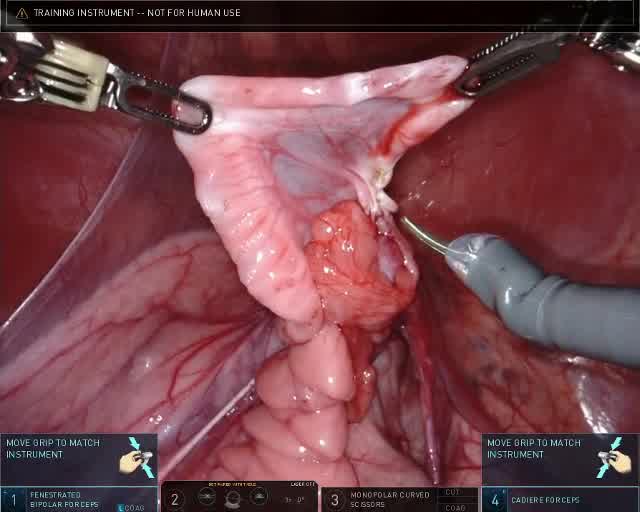 TRAINING INSTRUMENT -- NOT FOR HUMAN USE
MOVE GRIP TO MATCH
INSTRUMENT
MOVE GRIP TO MATCH
INSTRUMENT
1 FENESTRATED
BIPOLAR FORCEPS
COAG
2
3 MONOPOLAR CURVED
SCISSORS
CUT
COAG
4 CADIERE FORCEPS